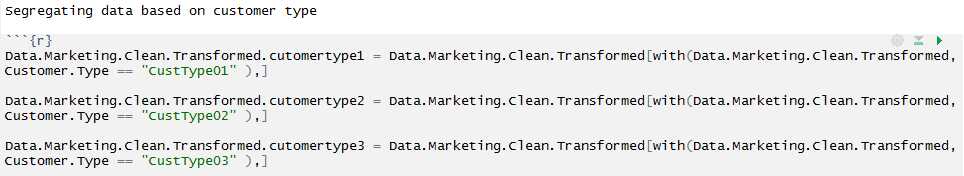 Segregating data based on customer type
```{r}
Data.Marketing.Clean.Transformed.cutomertype1 = Data.Marketing.Clean.Transformed[with(Data.Marketing.Clean.Transformed,
Customer.Type == "CustType01" ),]
Data.Marketing.Clean.Transformed.cutomertype2 = Data.Marketing.Clean.Transformed[with(Data.Marketing.Clean.Transformed,
Customer.Type == "CustType02" ),]
Data.Marketing.Clean.Transformed.cutomertype3 = Data.Marketing.Clean.Transformed[with(Data.Marketing.Clean.Transformed,
Customer.Type == "CustType03" ),]